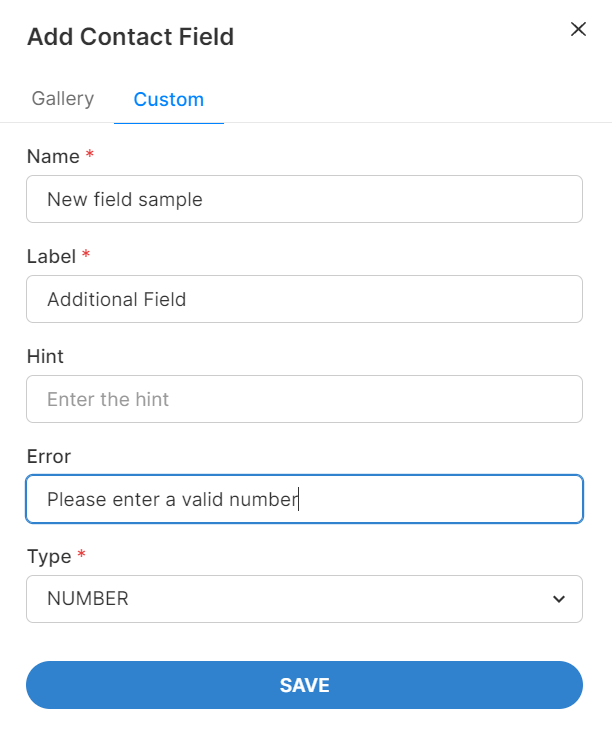 Add Contact Field
Gallery Custom
Name *
New field sample
Label *
Additional Field
Hint
Enter the hint
Error
Please enter a valid number
Type *
NUMBER
SAVE